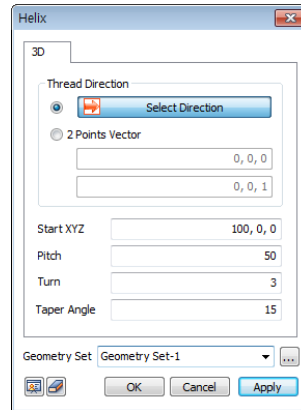 Helix
3D
Thread Direction
Select Direction
2 Points Vector
0, 0, 0
0, 0, 1
Start XYZ 100, 0, 0
Pitch 50
Turn 3
Taper Angle 15
Geometry Set Geometry Set-1 ...
OK Cancel Apply